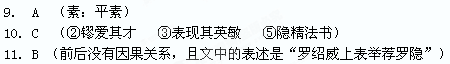 9. A （素：平素）
10. C （②镠爱其才 ③表现其英敏 ⑤隐精法书）
11. B （前后没有因果关系，且文中的表述是“罗绍威上表举荐罗隐”）